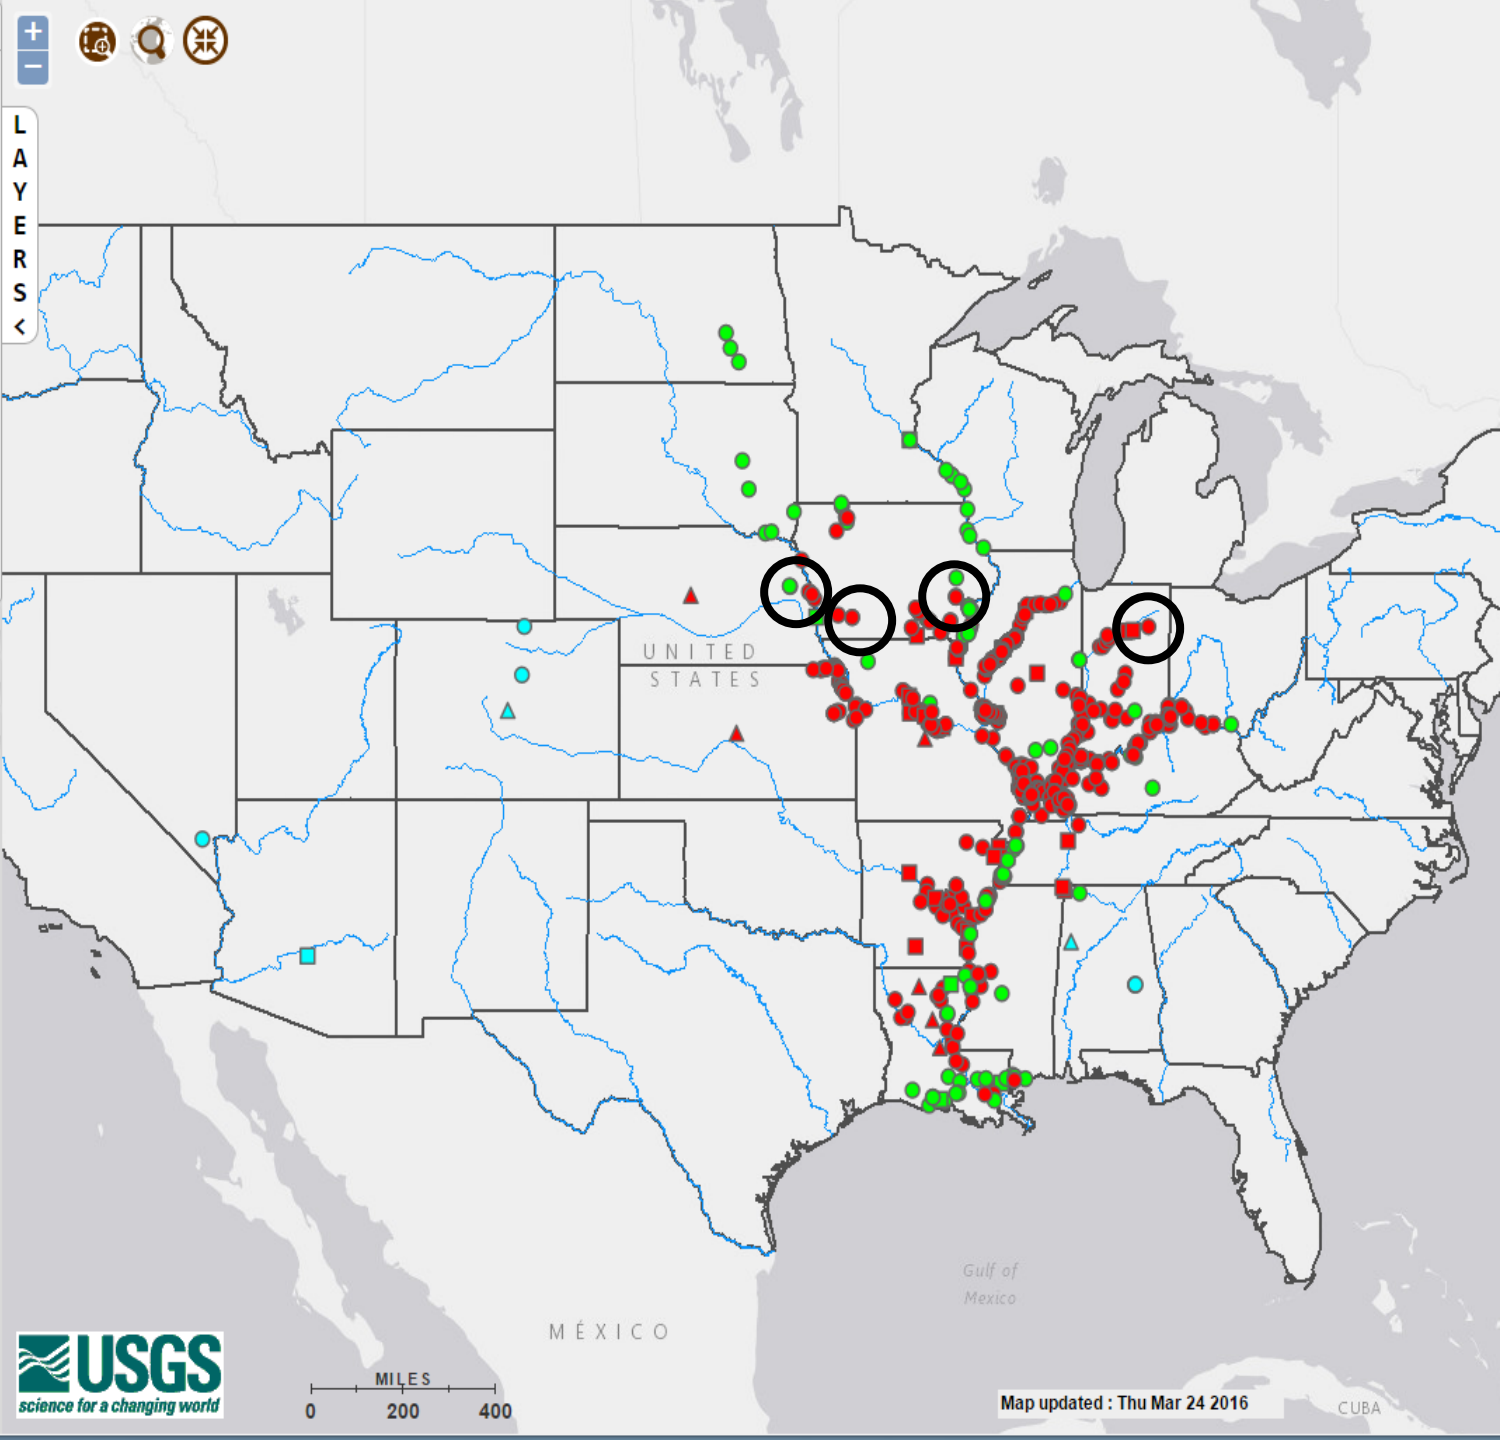 +
−
L
A
Y
E
R
S
<
UNITED
STATES
Gulf of
Mexico
MÉXICO
CUBA
USGS
science for a changing world
MILES
0 200 400
Map updated : Thu Mar 24 2016